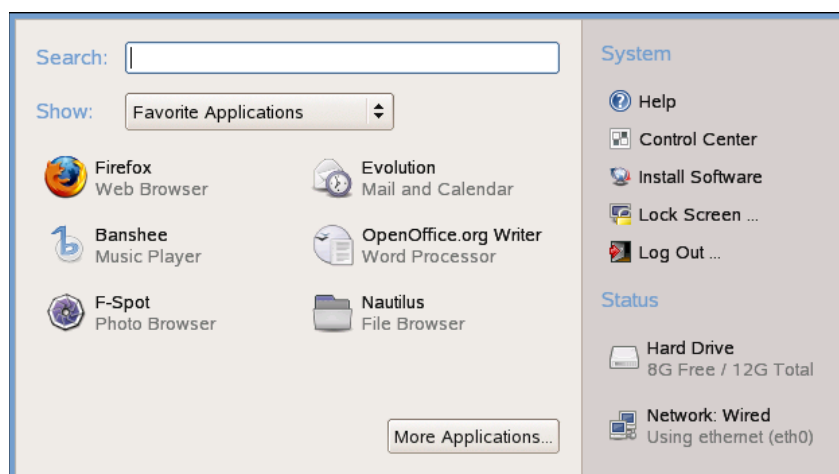 Search:
Show:
Favorite Applications
Firefox
Web Browser
Evolution
Mail and Calendar
Banshee
Music Player
OpenOffice.org Writer
Word Processor
F-Spot
Photo Browser
Nautilus
File Browser
More Applications...
System
Help
Control Center
Install Software
Lock Screen ...
Log Out ...
Status
Hard Drive
8G Free / 12G Total
Network: Wired
Using ethernet (eth0)